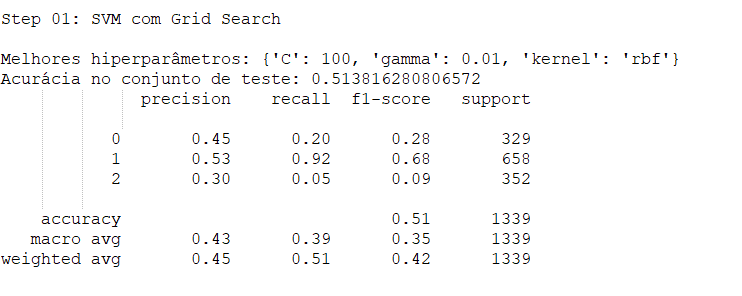 Step 01: SVM com Grid Search
Melhores hiperparâmetros: {'C': 100, 'gamma': 0.01, 'kernel': 'rbf'}
Acurácia no conjunto de teste: 0.513816280806572
precision recall f1-score support
0 0.45 0.20 0.28 329
1 0.53 0.92 0.68 658
2 0.30 0.05 0.09 352
accuracy 0.51 1339
macro avg 0.43 0.39 0.35 1339
weighted avg 0.45 0.51 0.42 1339